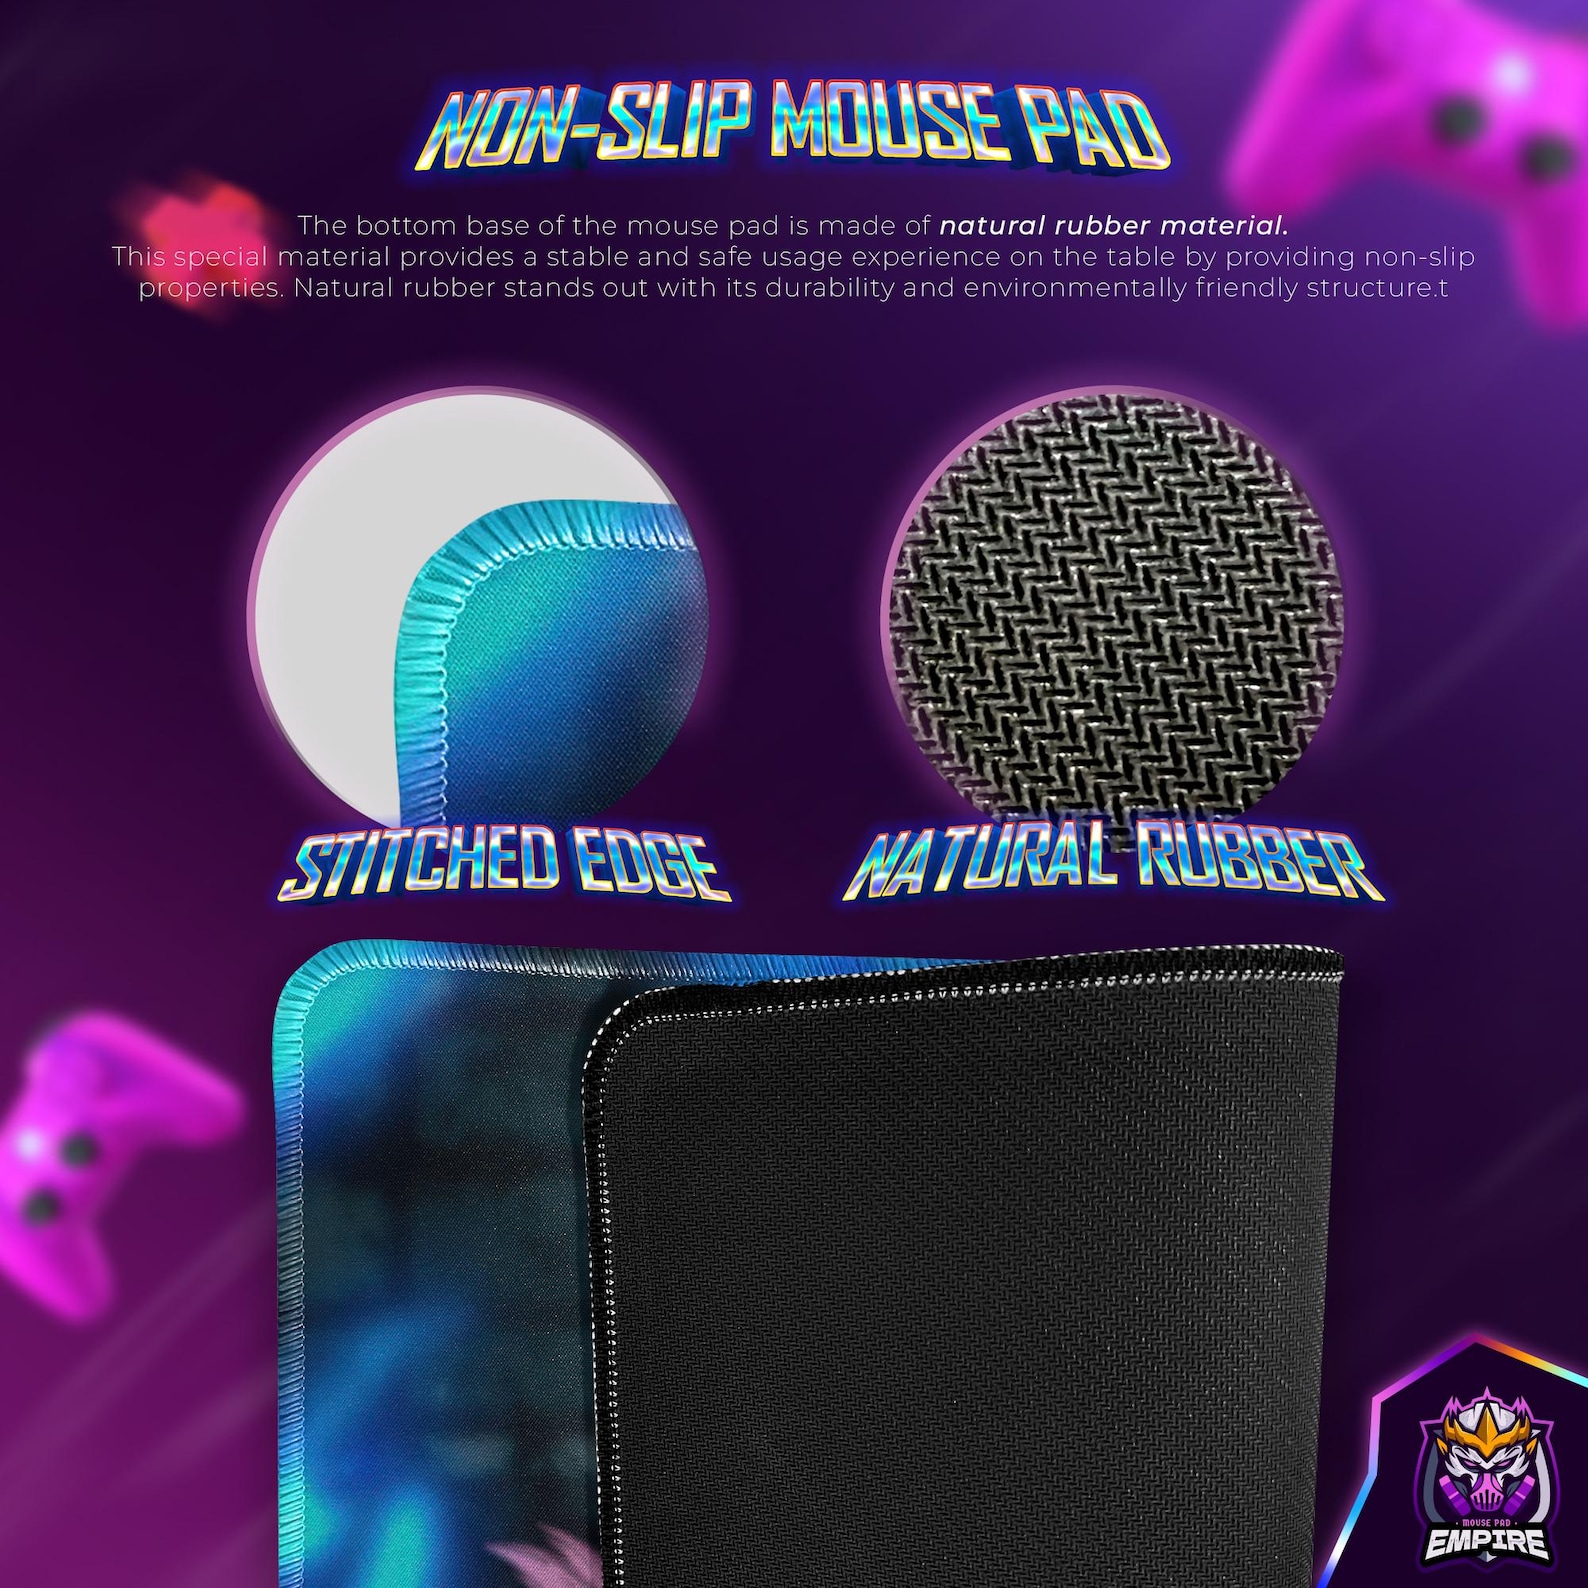 NON-SLIP MOUSE PAD
The bottom base of the mouse pad is made of natural rubber material.
This special material provides a stable and safe usage experience on the table by providing non-slip
properties. Natural rubber stands out with its durability and environmentally friendly structure.t
STITCHED EDGE
NATURAL RUBBER
MOUSE PAD
EMPIRE